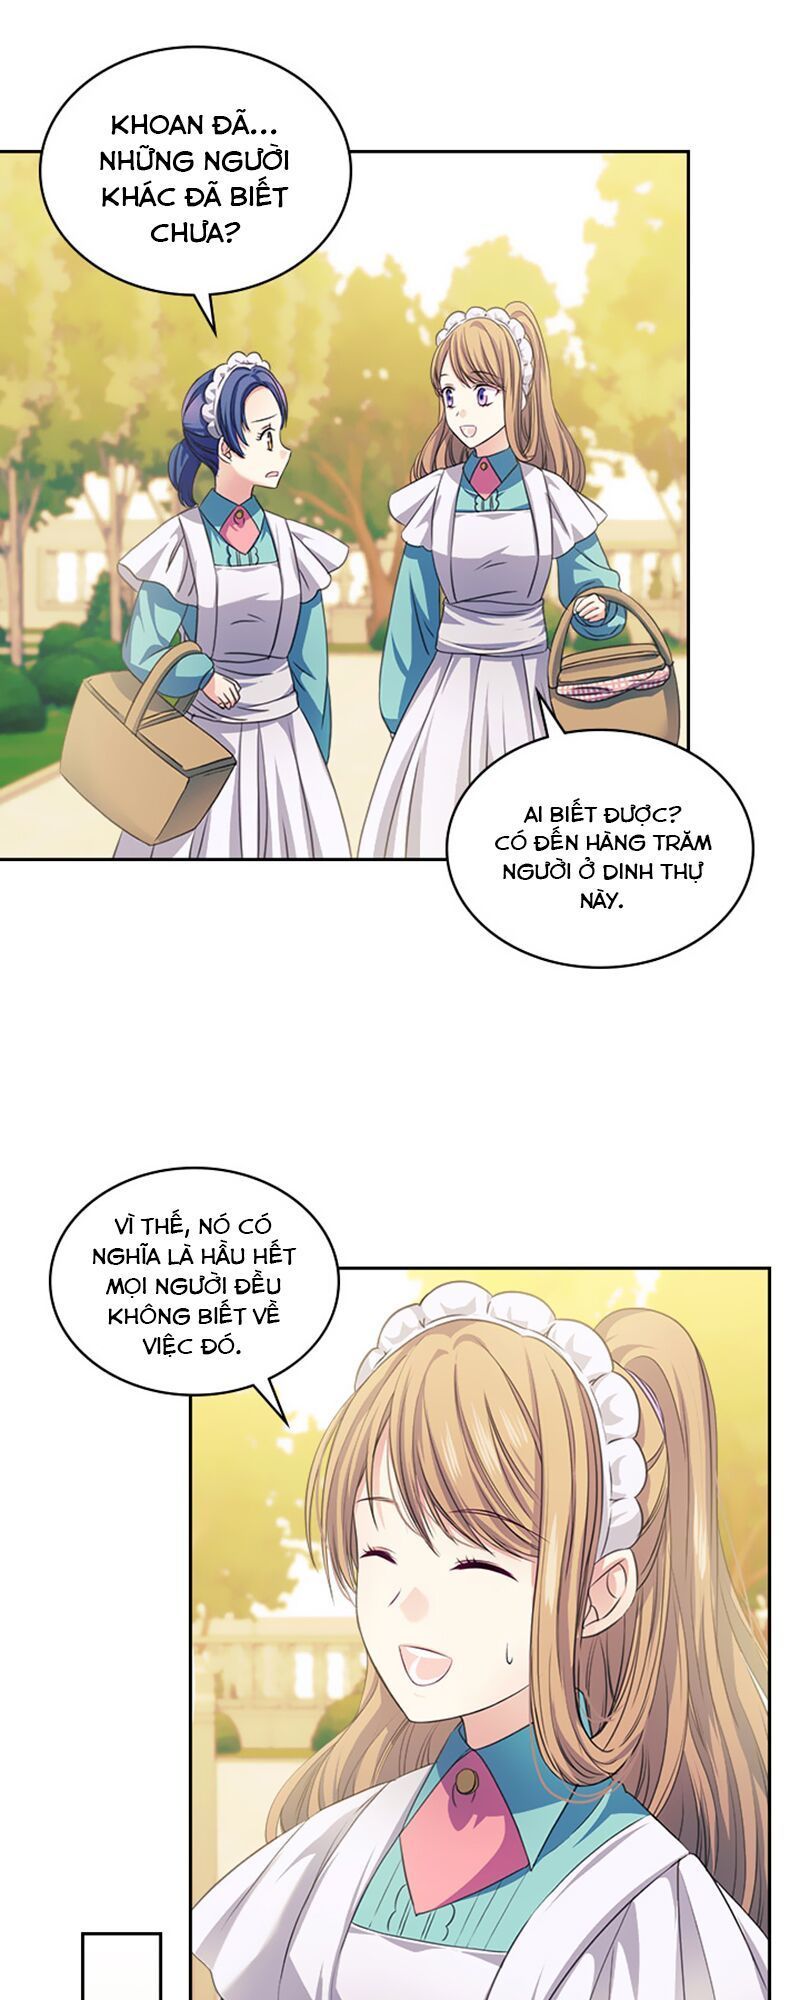 KHOAN ĐÃ...
NHỮNG NGƯỜI
KHÁC ĐÃ BIẾT
CHƯA?
AI BIẾT ĐƯỢC?
CÓ ĐẾN HÀNG TRĂM
NGƯỜI Ở DINH THỰ
NÀY.
VÌ THẾ, NÓ CÓ
NGHĨA LÀ HẦU HẾT
MỌI NGƯỜI ĐỀU
KHÔNG BIẾT VỀ
VIỆC ĐÓ.